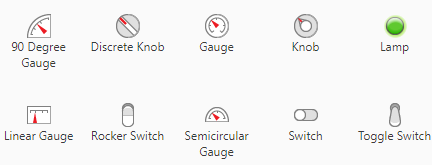 90 Degree
Gauge
Discrete Knob
Gauge
Knob
Lamp
Linear Gauge
Rocker Switch
Semicircular
Gauge
Switch
Toggle Switch